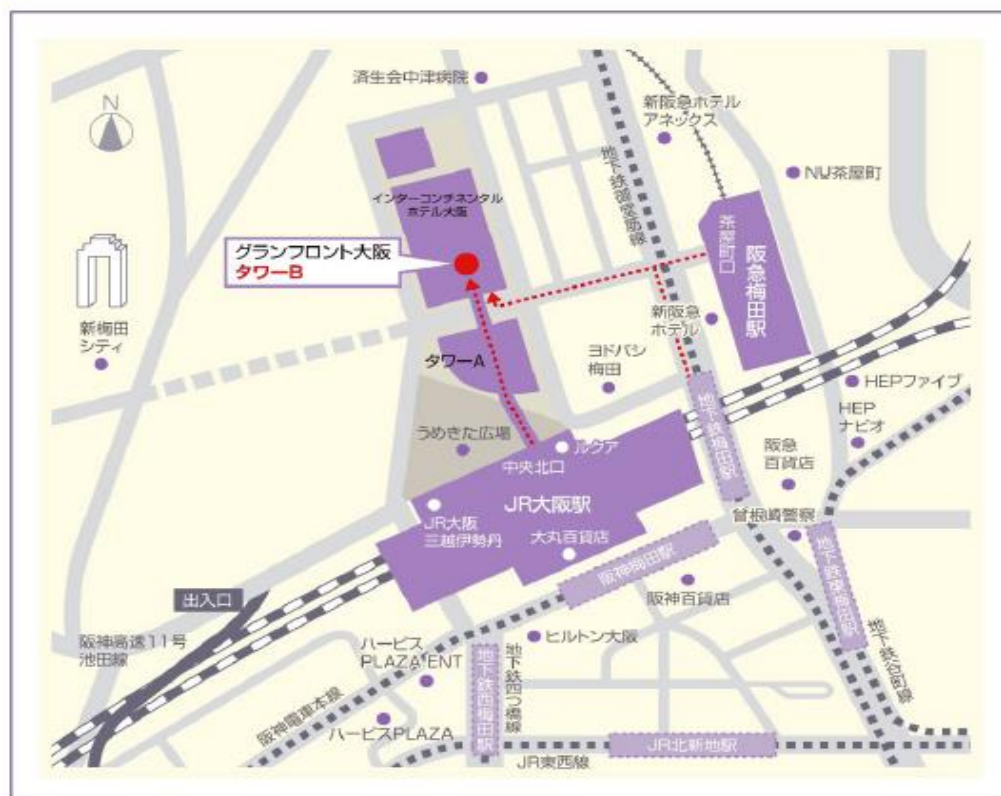 済生会中津病院
N
新阪急ホテル
アネックス
地下鉄御堂筋線
NU茶屋町
インターコンチネンタル
ホテル大阪
茶屋町口
阪急梅田駅
グランフロント大阪
タワーB
新梅田
シティ
新阪急
ホテル
ヨドバシ
梅田
タワーA
HEPファイブ
地下鉄梅田駅
HEP
ナビオ
うめきた広場
ルクア
中央北口
阪急
百貨店
JR大阪駅
JR大阪
三越伊勢丹
大丸百貨店
曽根崎警察
阪神梅田駅
地下鉄東梅田駅
阪神百貨店
出入口
阪神高速11号
池田線
ハービス
PLAZA ENT
ヒルトン大阪
地下鉄四つ橋線
地下鉄西梅田駅
地下鉄谷町線
阪神電車本線
ハービスPLAZA
JR北新地駅
JR東西線